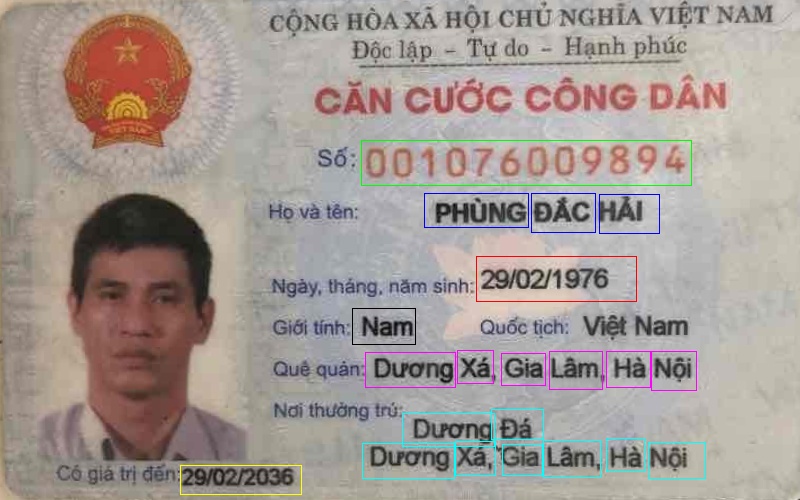 CỘNG HÒA XÃ HỘI CHỦ NGHĨA VIỆT NAM
Độc lập - Tự do - Hạnh phúc
CĂN CƯỚC CÔNG DÂN
Số: 001076009894
Họ và tên: PHÙNG ĐẮC HẢI
Ngày, tháng, năm sinh: 29/02/1976
Giới tính: Nam Quốc tịch: Việt Nam
Quê quán: Dương Xá, Gia Lâm, Hà Nội
Nơi thường trú:
Dương Đá
Dương Xá, Gia Lâm, Hà Nội
Có giá trị đến: 29/02/2036